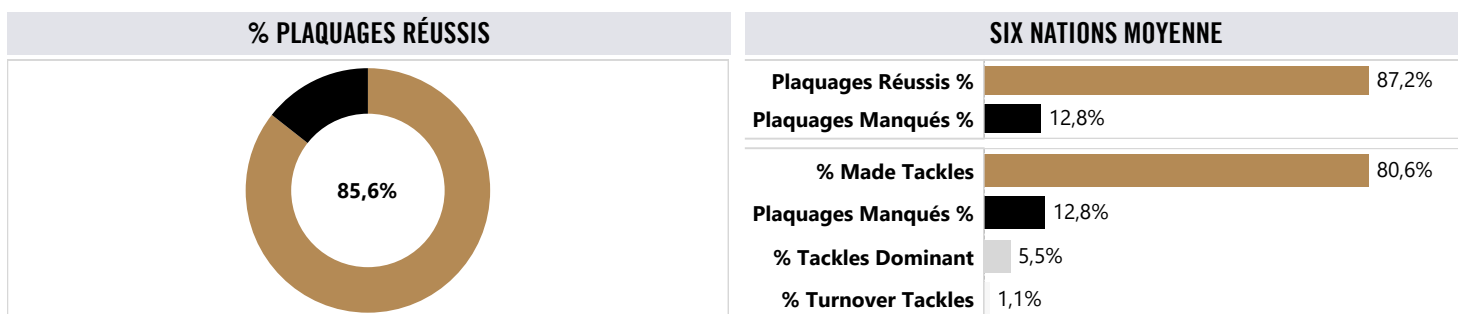 % PLAQUAGES RÉUSSIS
85,6%
SIX NATIONS MOYENNE
Plaquages Réussis % 87,2%
Plaquages Manqués % 12,8%
% Made Tackles 80,6%
Plaquages Manqués % 12,8%
% Tackles Dominant 5,5%
% Turnover Tackles 1,1%